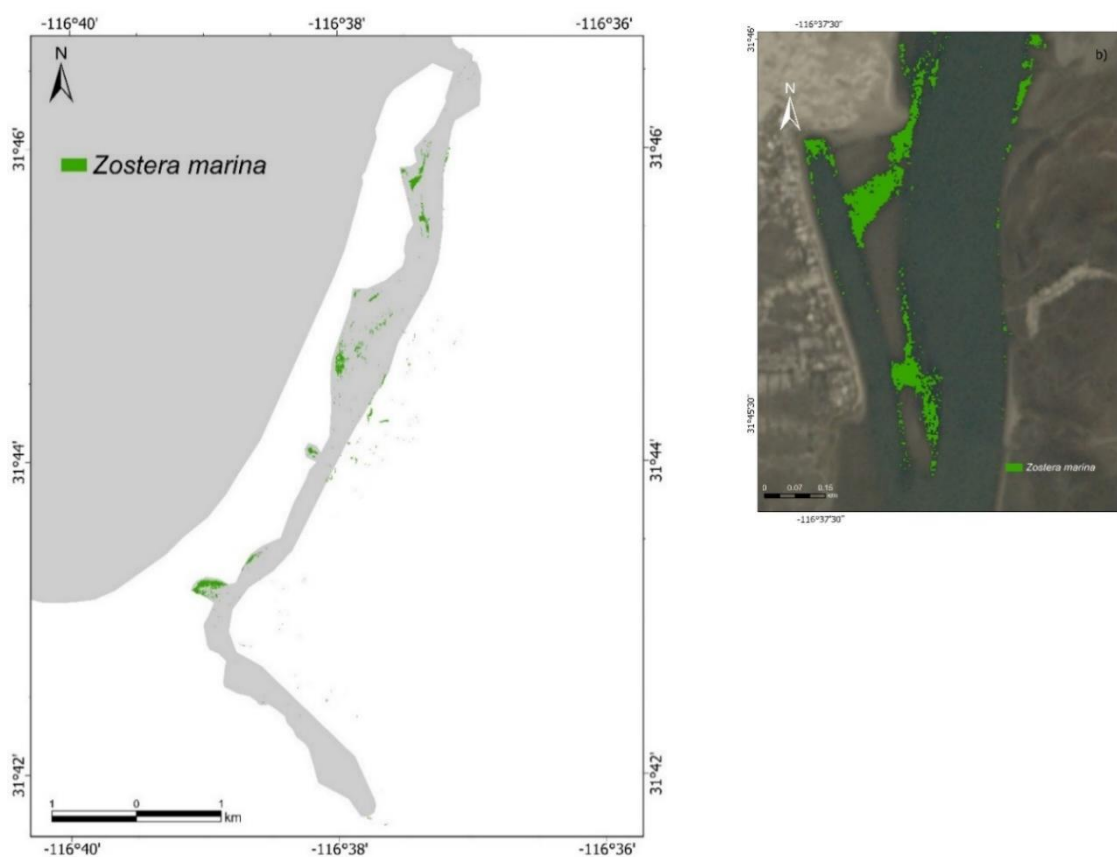 -116°40' -116°38' -116°36'
N
Zostera marina
31°46' 31°46'
31°44' 31°44'
31°42' 31°42'
1 0 1
km
-116°40' -116°38' -116°36'
-116°37'30"
31°46'
b)
N
31°45'30"
Zostera marina
0 0.07 0.15
km
-116°37'30"